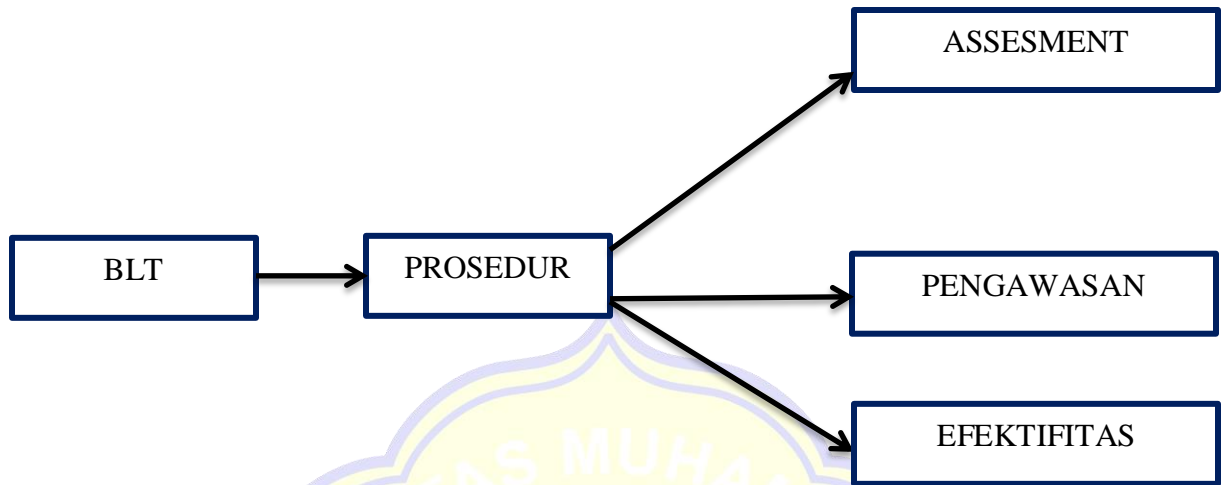 ASSESMENT
BLT
PROSEDUR
PENGAWASAN
EFEKTIFITAS